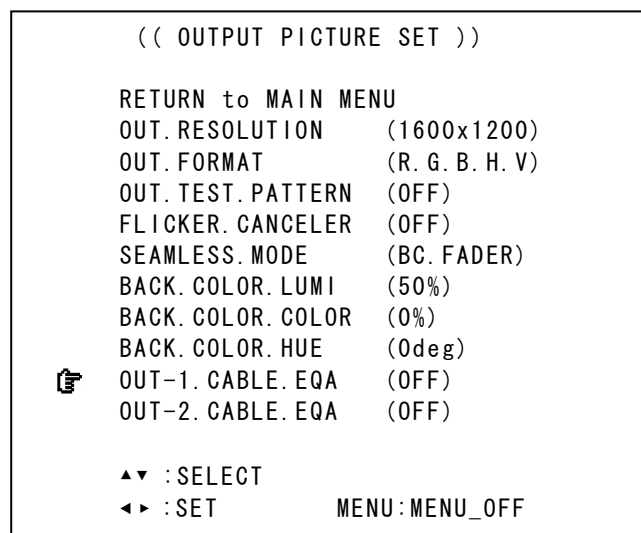 (( OUTPUT PICTURE SET ))
RETURN to MAIN MENU
OUT.RESOLUTION (1600x1200)
OUT.FORMAT (R.G.B.H.V)
OUT.TEST.PATTERN (OFF)
FLICKER.CANCELER (OFF)
SEAMLESS.MODE (BC.FADER)
BACK.COLOR.LUMI (50%)
BACK.COLOR.COLOR (0%)
BACK.COLOR.HUE (0deg)
OUT-1.CABLE.EQA (OFF)
OUT-2.CABLE.EQA (OFF)
▲▼ :SELECT
◄► :SET MENU:MENU_OFF